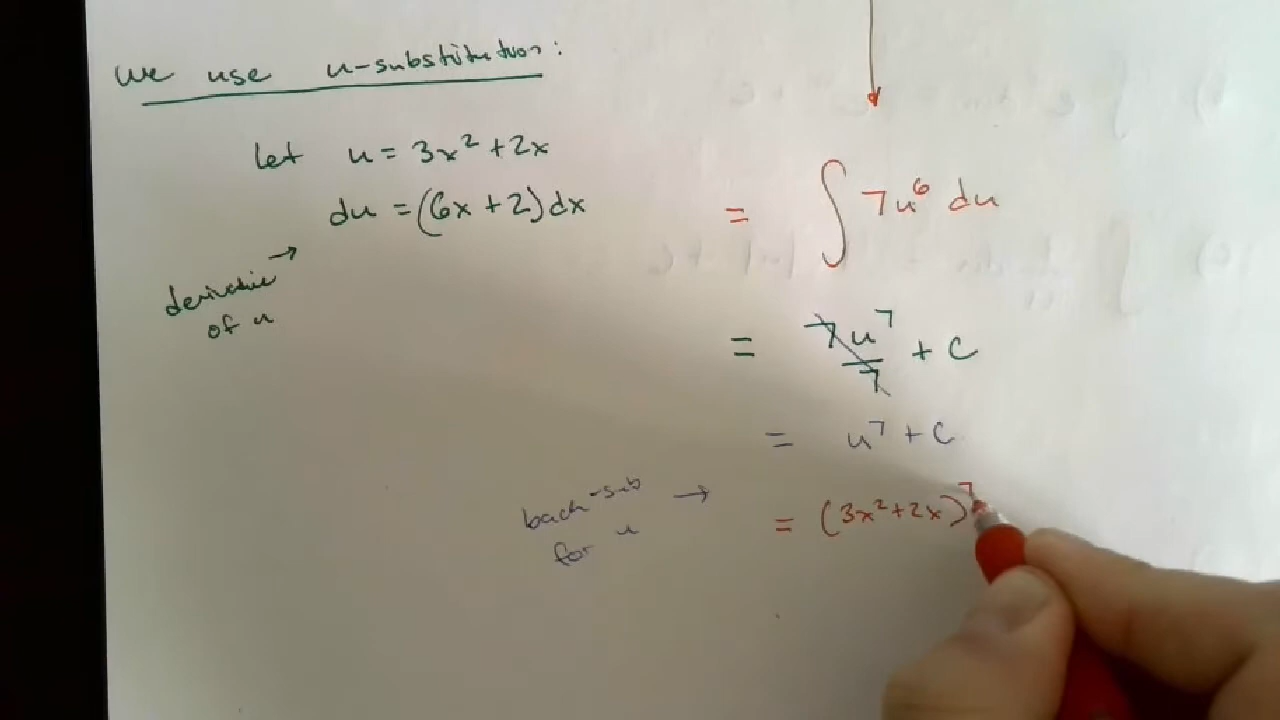 we use u-substitution:
let u = 3x² + 2x
du = (6x + 2) dx
derivative
of u
= ∫ 7u⁶ du
= 7u⁷/7 + c
= u⁷ + c
back-sub →
for u
= (3x² + 2x)⁷